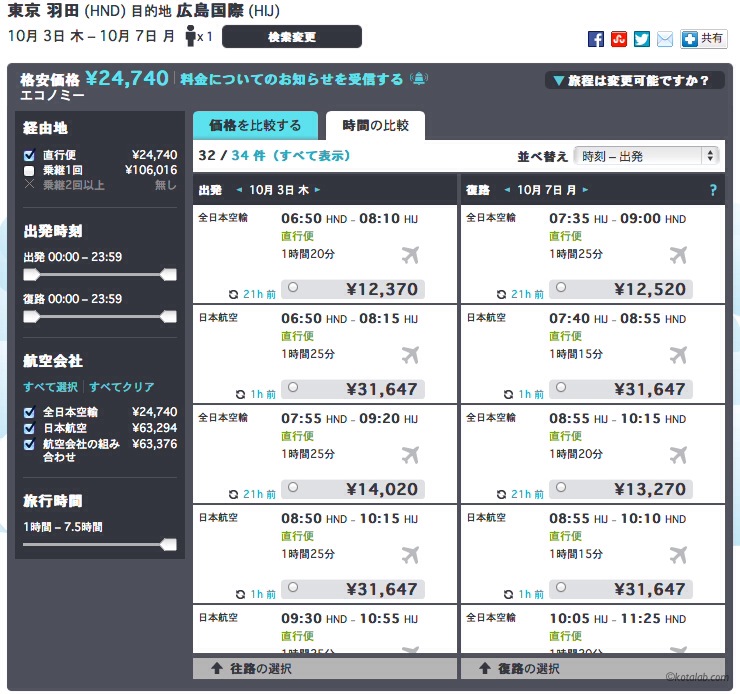 東京 羽田 (HND) 目的地 広島国際 (HIJ)
10月 3日 木 – 10月 7日 月 x 1 検索変更
共有
格安価格 ¥24,740 料金についてのお知らせを受信する
エコノミー
▼旅程は変更可能ですか？
経由地
直行便 ¥24,740
乗継1回 ¥106,016
乗継2回以上 無し
出発時刻
出発 00:00 – 23:59
復路 00:00 – 23:59
航空会社
すべて選択 すべてクリア
全日本空輸 ¥24,740
日本航空 ¥63,294
航空会社の組み合わせ ¥63,376
旅行時間
1時間 – 7.5時間
価格を比較する 時間の比較
32 / 34 件（すべて表示） 並べ替え 時刻 – 出発
出発 ◄ 10月 3日 木 ►
全日本空輸 06:50 HND – 08:10 HIJ
直行便
1時間20分
21h 前 ¥12,370
日本航空 06:50 HND – 08:15 HIJ
直行便
1時間25分
1h 前 ¥31,647
全日本空輸 07:55 HND – 09:20 HIJ
直行便
1時間25分
21h 前 ¥14,020
日本航空 08:50 HND – 10:15 HIJ
直行便
1時間25分
1h 前 ¥31,647
日本航空 09:30 HND – 10:55 HIJ
直行便
1時間25分
往路の選択
復路 ◄ 10月 7日 月 ► ?
全日本空輸 07:35 HIJ – 09:00 HND
直行便
1時間25分
21h 前 ¥12,520
日本航空 07:40 HIJ – 08:55 HND
直行便
1時間15分
1h 前 ¥31,647
全日本空輸 08:55 HIJ – 10:15 HND
直行便
1時間20分
21h 前 ¥13,270
日本航空 08:55 HIJ – 10:10 HND
直行便
1時間15分
1h 前 ¥31,647
全日本空輸 10:05 HIJ – 11:25 HND
直行便
1時間20分
復路の選択
©kotalab.com